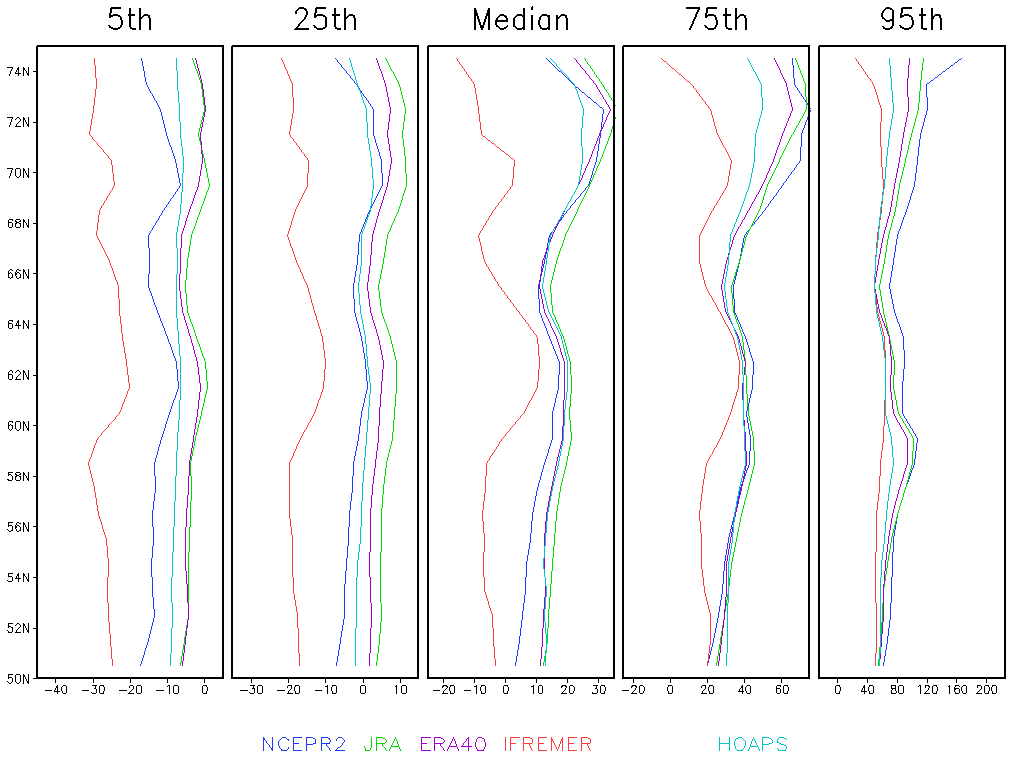 5th 25th Median 75th 95th
74N
72N
70N
68N
66N
64N
62N
60N
58N
56N
54N
52N
50N
-40 -30 -20 -10 0 -30 -20 -10 0 10 -20 -10 0 10 20 30 -20 0 20 40 60 0 40 80 120 160 200
NCEPR2 JRA ERA40 IFREMER HOAPS